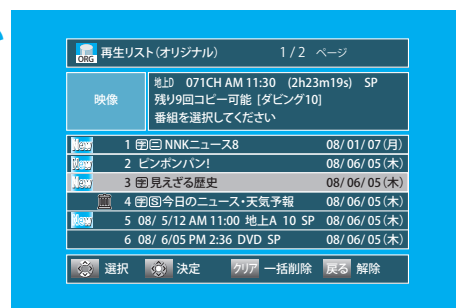 ORG 再生リスト(オリジナル) 1/2 ページ
映像
地上D 071CH AM 11:30 (2h23m19s) SP
残り9回コピー可能 [ダビング10]
番組を選択してください
New 1 字二 NNKニュース8 08/01/07(月)
New 2 ピンポンパン! 08/06/05(木)
New 3 字 見えざる歴史 08/06/05(木)
4 字S今日のニュース・天気予報 08/06/05(木)
New 5 08/ 5/12 AM 11:00 地上A 10 SP 08/06/05(木)
6 08/ 6/05 PM 2:36 DVD SP 08/06/05(木)
選択 決定 クリア 一括削除 戻る 解除